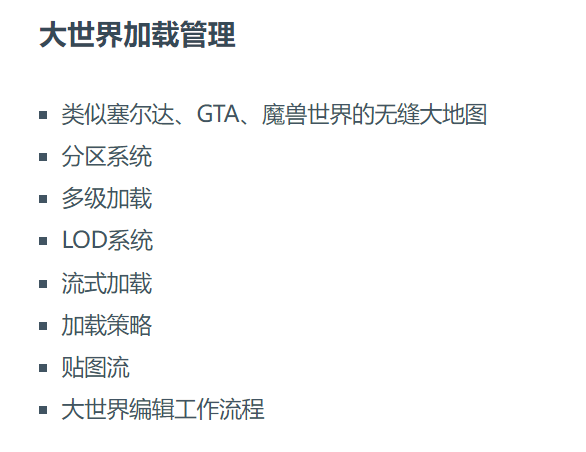 大世界加载管理
类似塞尔达、GTA、魔兽世界的无缝大地图
分区系统
多级加载
LOD系统
流式加载
加载策略
贴图流
大世界编辑工作流程